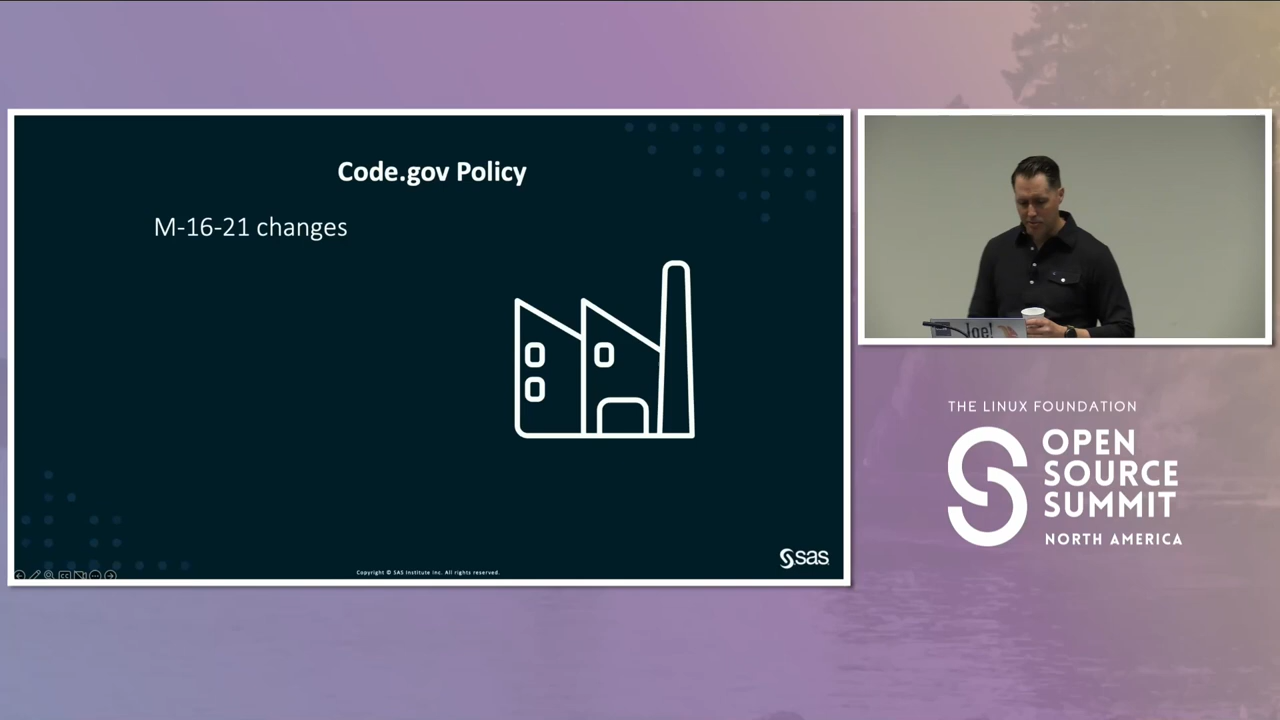 Code.gov Policy
M-16-21 changes
sas
Copyright © SAS Institute Inc. All rights reserved.
Joe!
THE LINUX FOUNDATION
OPEN
SOURCE
SUMMIT
NORTH AMERICA